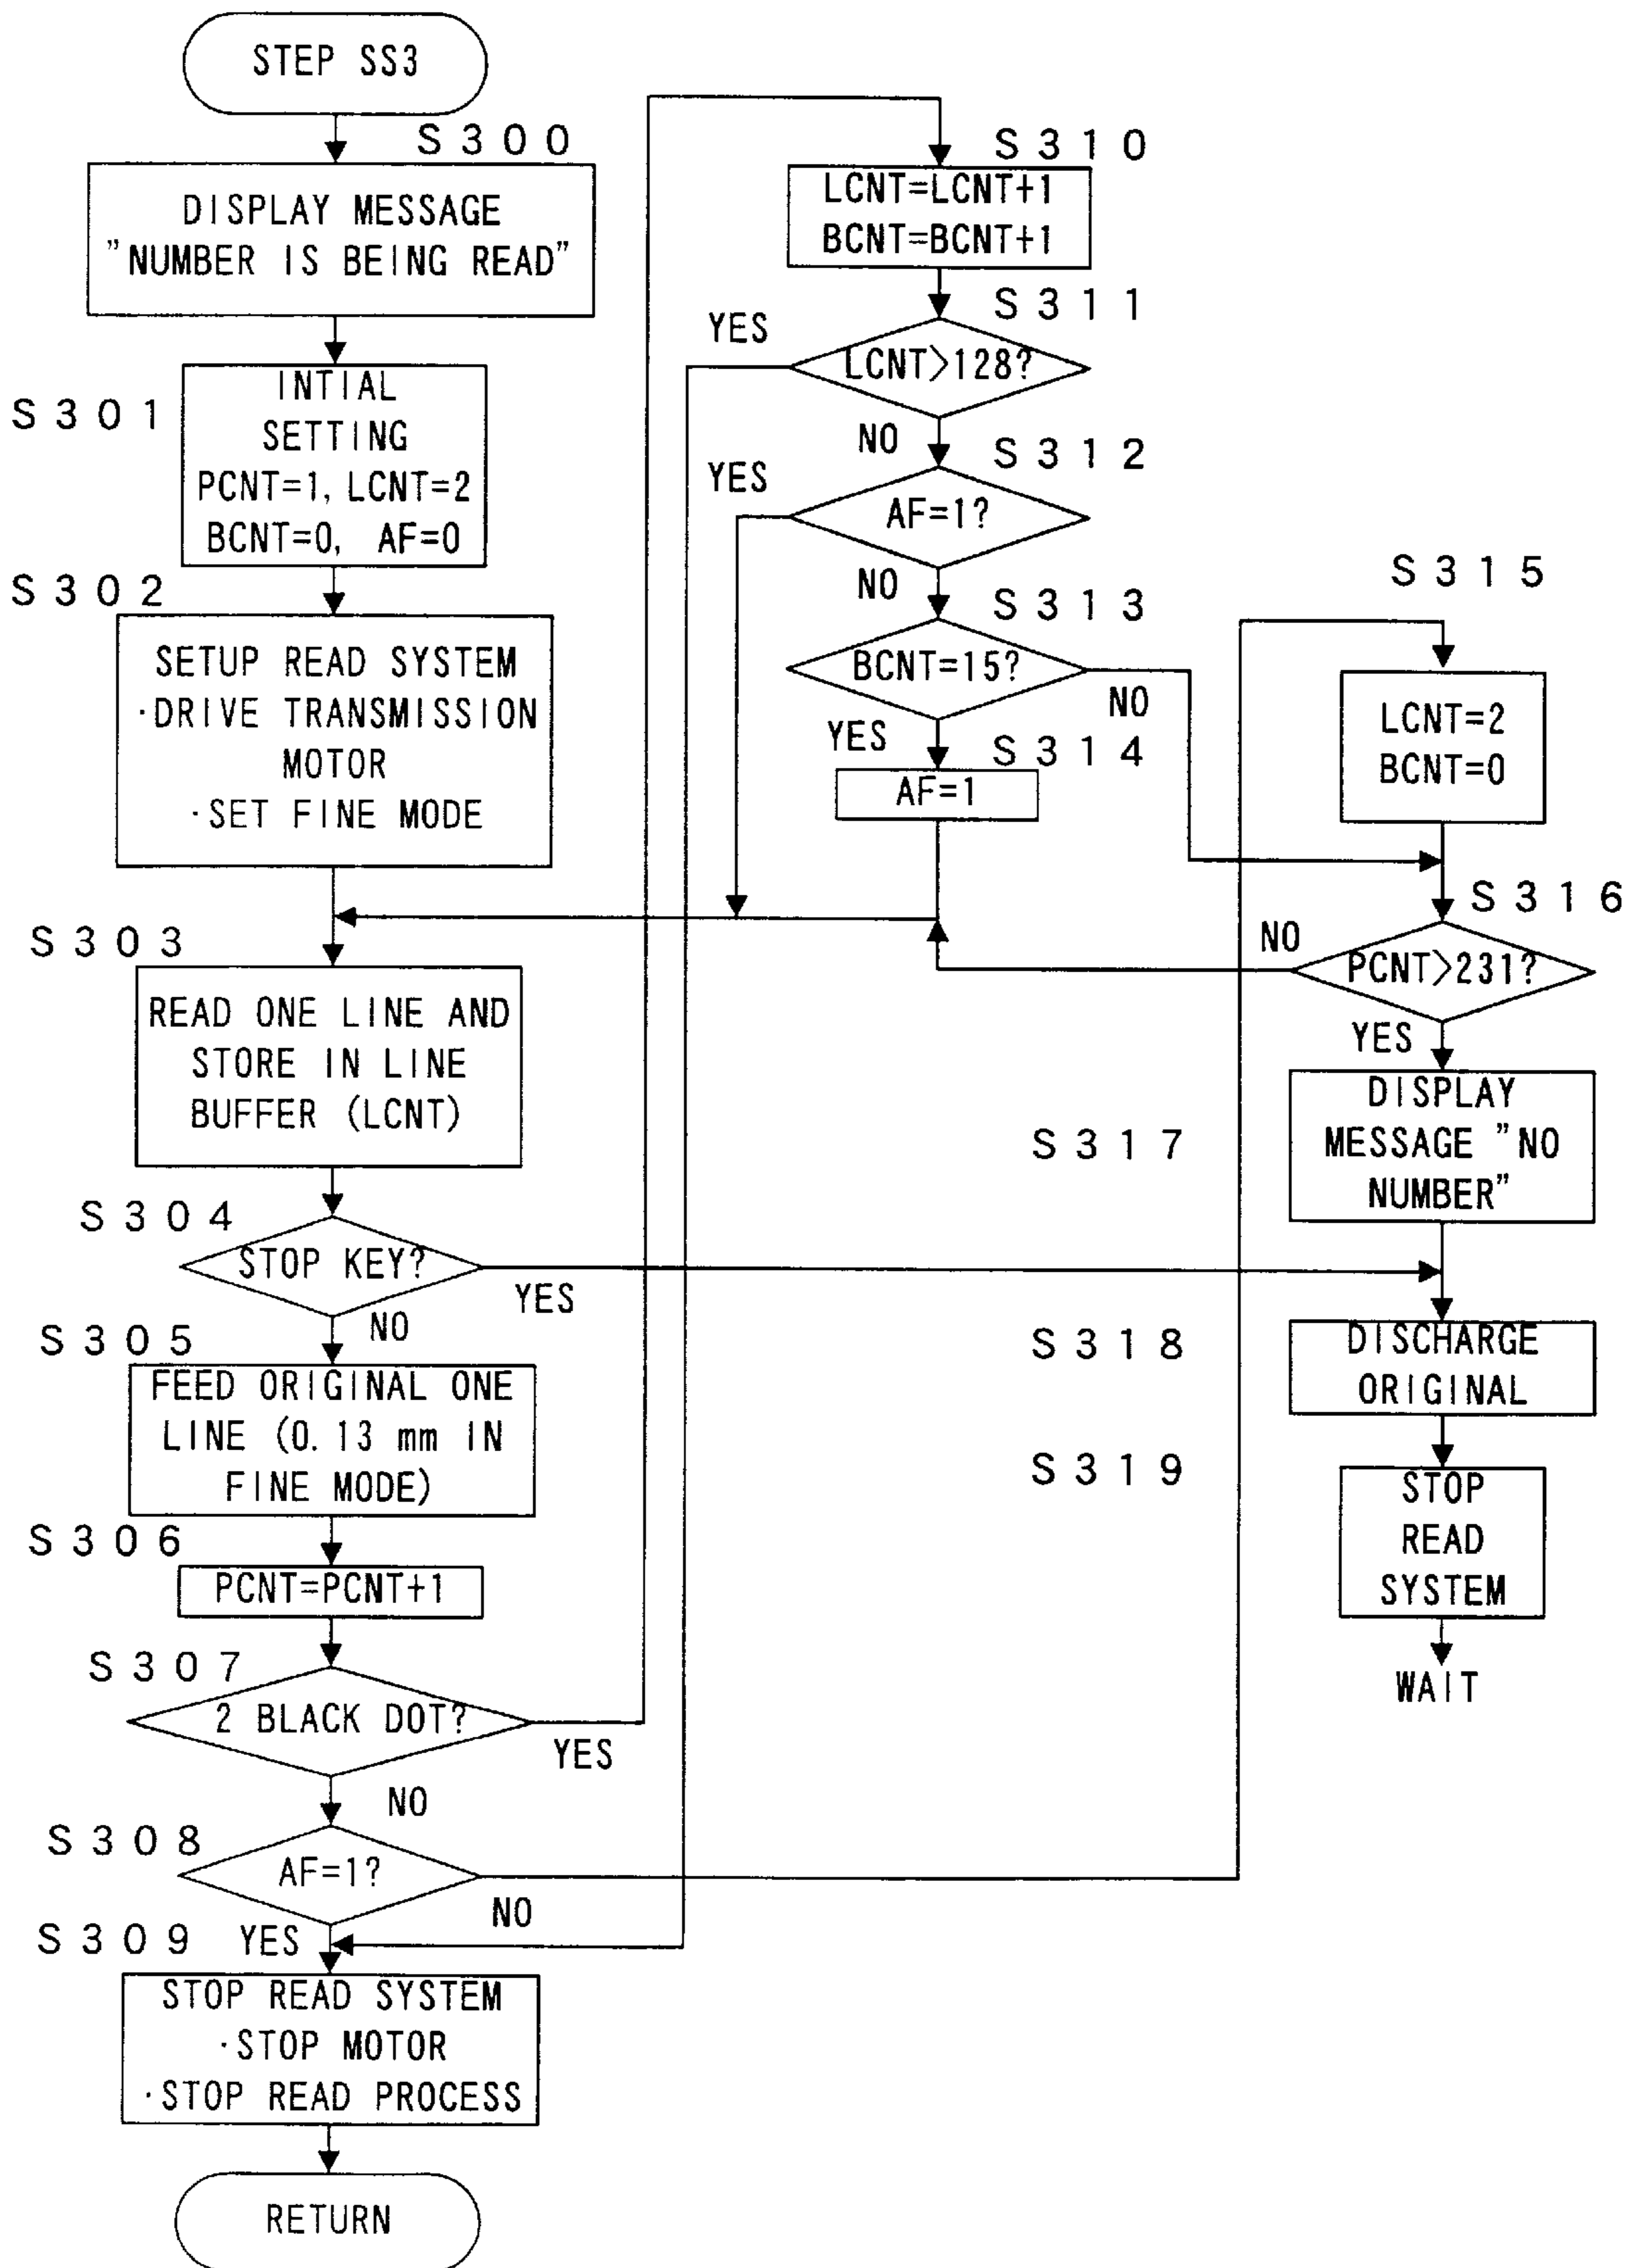 STEP SS3
S300
DISPLAY MESSAGE
"NUMBER IS BEING READ"
S301
INTIAL
SETTING
PCNT=1, LCNT=2
BCNT=0, AF=0
S302
SETUP READ SYSTEM
·DRIVE TRANSMISSION
MOTOR
·SET FINE MODE
S303
READ ONE LINE AND
STORE IN LINE
BUFFER (LCNT)
S304
STOP KEY?
YES
NO
S305
FEED ORIGINAL ONE
LINE (0.13 mm IN
FINE MODE)
S306
PCNT=PCNT+1
S307
2 BLACK DOT?
YES
NO
S308
AF=1?
NO
S309
YES
STOP READ SYSTEM
·STOP MOTOR
·STOP READ PROCESS
RETURN
S310
LCNT=LCNT+1
BCNT=BCNT+1
S311
YES
LCNT>128?
NO
S312
YES
AF=1?
NO
S313
BCNT=15?
NO
YES
S314
AF=1
S315
LCNT=2
BCNT=0
S316
NO
PCNT>231?
YES
S317
DISPLAY
MESSAGE "NO
NUMBER"
S318
DISCHARGE
ORIGINAL
S319
STOP
READ
SYSTEM
WAIT